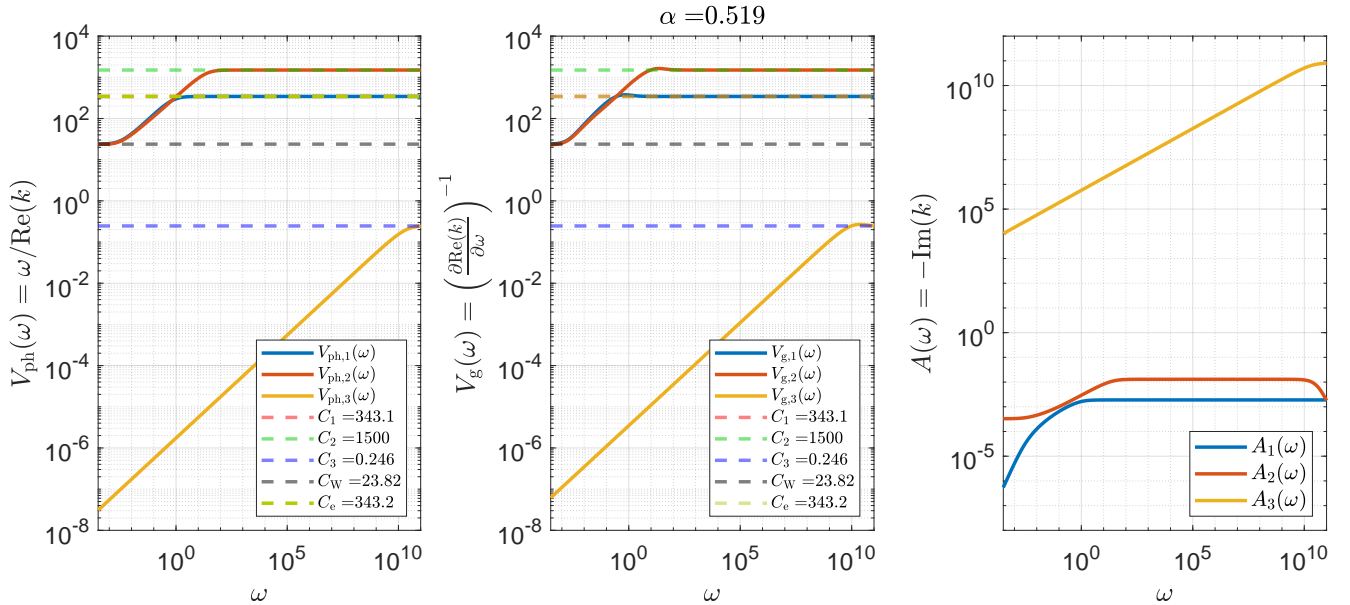 α =0.519
V_ph(ω) = ω/Re(k)
10^4
10^2
10^0
10^-2
10^-4
10^-6
10^-8
10^0
10^5
10^10
ω
V_ph,1(ω)
V_ph,2(ω)
V_ph,3(ω)
C_1 =343.1
C_2 =1500
C_3 =0.246
C_W =23.82
C_e =343.2
V_g(ω) = (∂Re(k)/∂ω)^-1
10^4
10^2
10^0
10^-2
10^-4
10^-6
10^-8
10^0
10^5
10^10
ω
V_g,1(ω)
V_g,2(ω)
V_g,3(ω)
C_1 =343.1
C_2 =1500
C_3 =0.246
C_W =23.82
C_e =343.2
A(ω) = −Im(k)
10^10
10^5
10^0
10^-5
10^0
10^5
10^10
ω
A_1(ω)
A_2(ω)
A_3(ω)